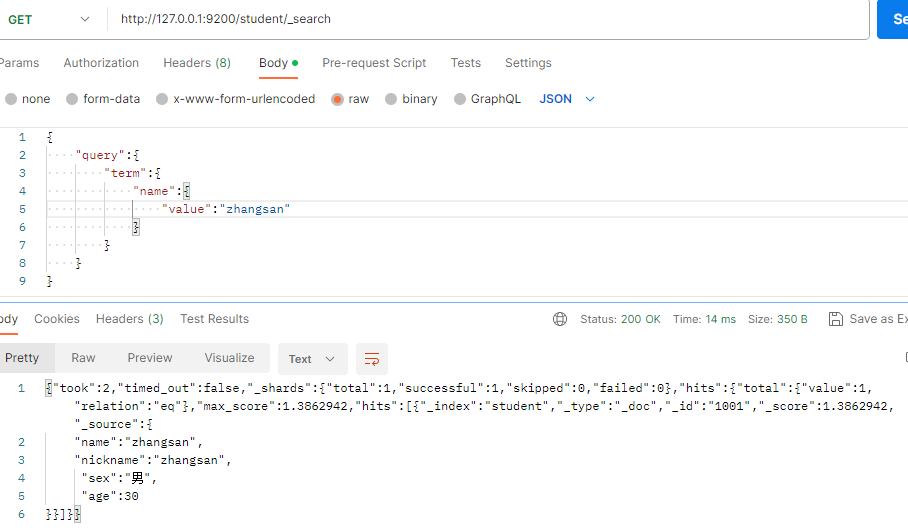 GET http://127.0.0.1:9200/student/_search
Params Authorization Headers (8) Body Pre-request Script Tests Settings
none form-data x-www-form-urlencoded raw binary GraphQL JSON
1 {
2 "query":{
3 "term":{
4 "name":{
5 "value":"zhangsan"
6 }
7 }
8 }
9 }
Cookies Headers (3) Test Results Status: 200 OK Time: 14 ms Size: 350 B Save as Ex
Pretty Raw Preview Visualize Text
1 {"took":2,"timed_out":false,"_shards":{"total":1,"successful":1,"skipped":0,"failed":0},"hits":{"total":{"value":1,
"relation":"eq"},"max_score":1.3862942,"hits":[{"_index":"student","_type":"_doc","_id":"1001","_score":1.3862942,
"_source":{
2 "name":"zhangsan",
3 "nickname":"zhangsan",
4 "sex":"男",
5 "age":30
6 }}]}}